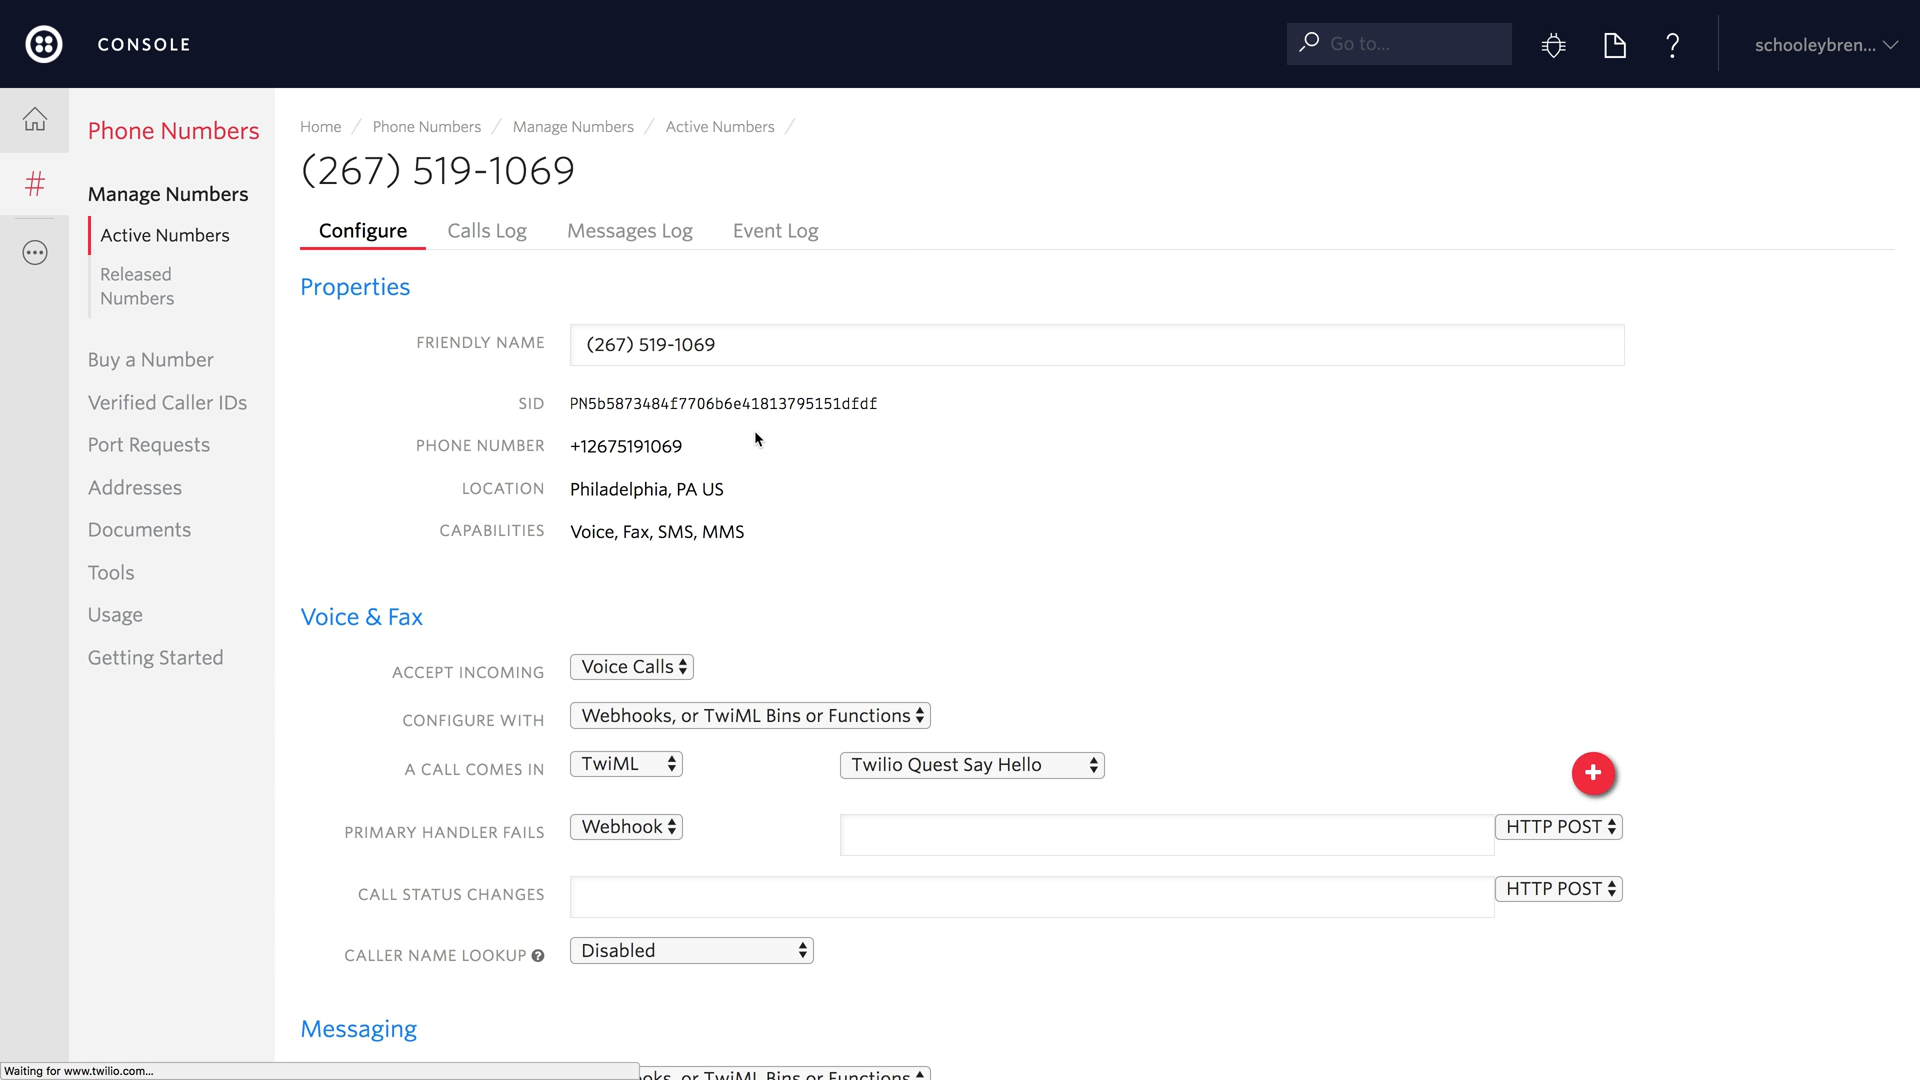 CONSOLE
Go to...
schooleybren...
Phone Numbers
Manage Numbers
Active Numbers
Released
Numbers
Buy a Number
Verified Caller IDs
Port Requests
Addresses
Documents
Tools
Usage
Getting Started
Home / Phone Numbers / Manage Numbers / Active Numbers /
(267) 519-1069
Configure Calls Log Messages Log Event Log
Properties
FRIENDLY NAME (267) 519-1069
SID PN5b5873484f7706b6e41813795151dfdf
PHONE NUMBER +12675191069
LOCATION Philadelphia, PA US
CAPABILITIES Voice, Fax, SMS, MMS
Voice & Fax
ACCEPT INCOMING Voice Calls
CONFIGURE WITH Webhooks, or TwiML Bins or Functions
A CALL COMES IN TwiML Twilio Quest Say Hello
PRIMARY HANDLER FAILS Webhook HTTP POST
CALL STATUS CHANGES HTTP POST
CALLER NAME LOOKUP Disabled
Messaging
or TwiML Bins or Functions
Waiting for www.twilio.com...